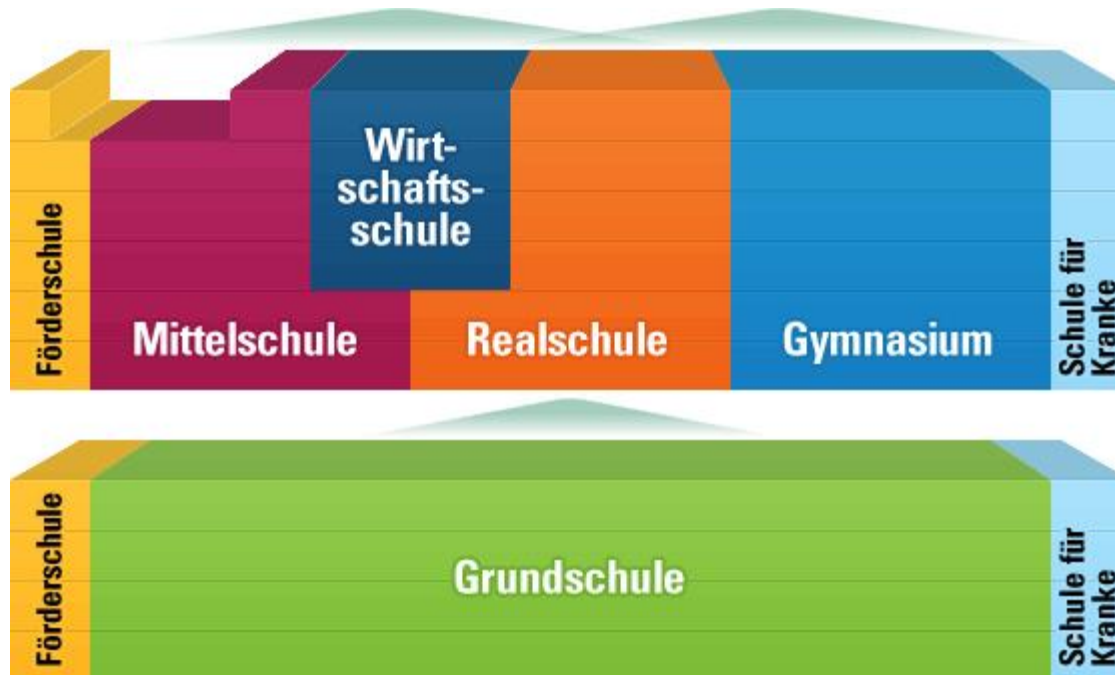 Wirt-
schafts-
schule
Förderschule
Mittelschule
Realschule
Gymnasium
Schule für
Kranke
Förderschule
Grundschule
Schule für
Kranke